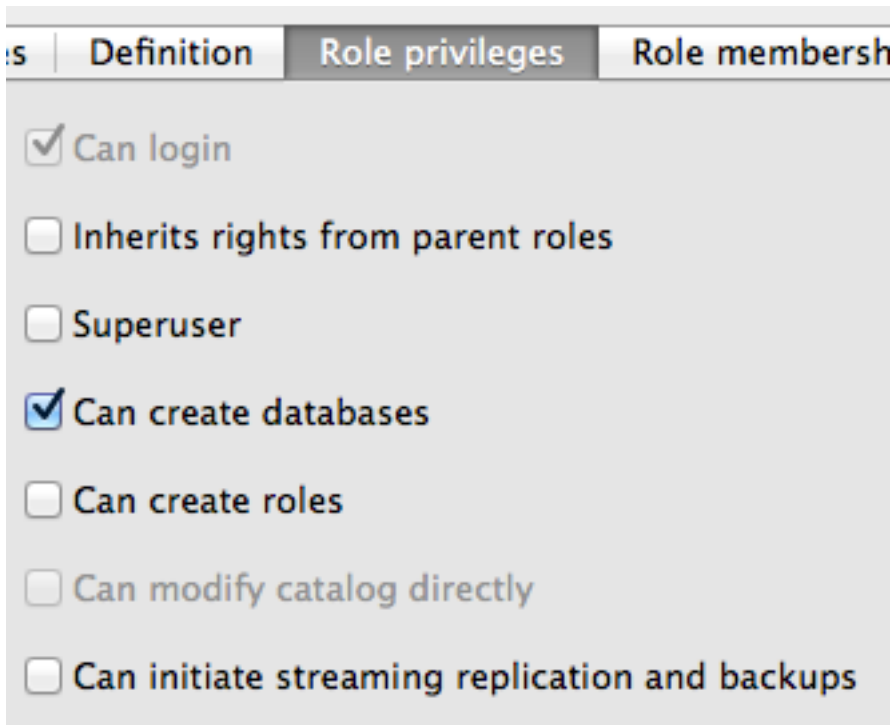 es Definition Role privileges Role membersh
Can login
Inherits rights from parent roles
Superuser
Can create databases
Can create roles
Can modify catalog directly
Can initiate streaming replication and backups